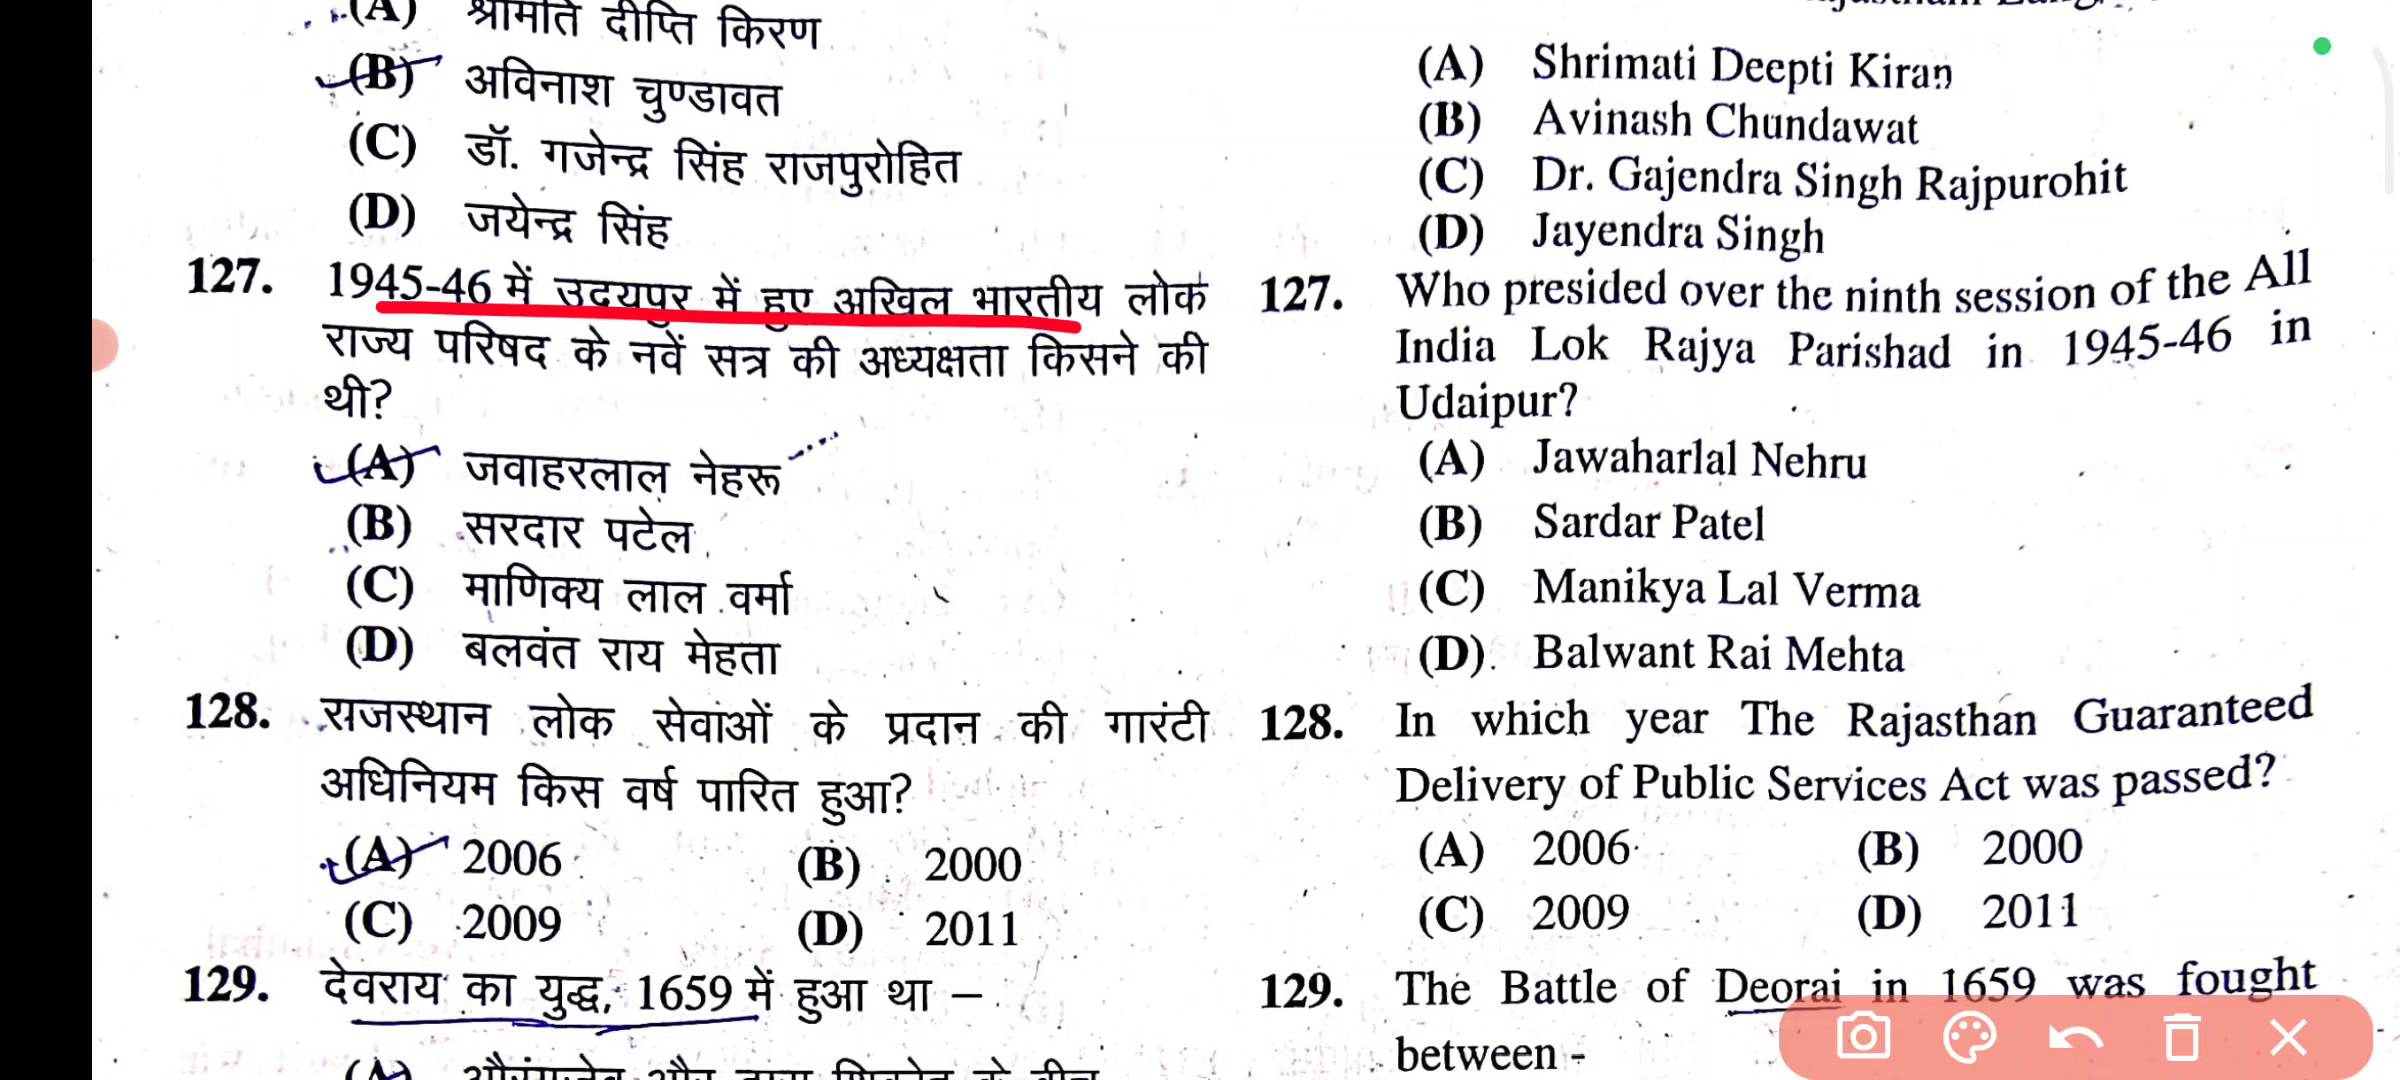 (A) श्रीमति दीप्ति किरण
(B) अविनाश चुण्डावत
(C) डॉ. गजेन्द्र सिंह राजपुरोहित
(D) जयेन्द्र सिंह
127. 1945-46 में उदयपुर में हुए अखिल भारतीय लोक
राज्य परिषद के नवें सत्र की अध्यक्षता किसने की
थी?
(A) जवाहरलाल नेहरू
(B) सरदार पटेल
(C) माणिक्य लाल वर्मा
(D) बलवंत राय मेहता
128. राजस्थान लोक सेवाओं के प्रदान की गारंटी
अधिनियम किस वर्ष पारित हुआ?
(A) 2006 (B) 2000
(C) 2009 (D) 2011
129. देवराय का युद्ध, 1659 में हुआ था –
(A)
(A) Shrimati Deepti Kiran
(B) Avinash Chundawat
(C) Dr. Gajendra Singh Rajpurohit
(D) Jayendra Singh
127. Who presided over the ninth session of the All
India Lok Rajya Parishad in 1945-46 in
Udaipur?
(A) Jawaharlal Nehru
(B) Sardar Patel
(C) Manikya Lal Verma
(D) Balwant Rai Mehta
128. In which year The Rajasthan Guaranteed
Delivery of Public Services Act was passed?
(A) 2006 (B) 2000
(C) 2009 (D) 2011
129. The Battle of Deorai in 1659 was fought
between -